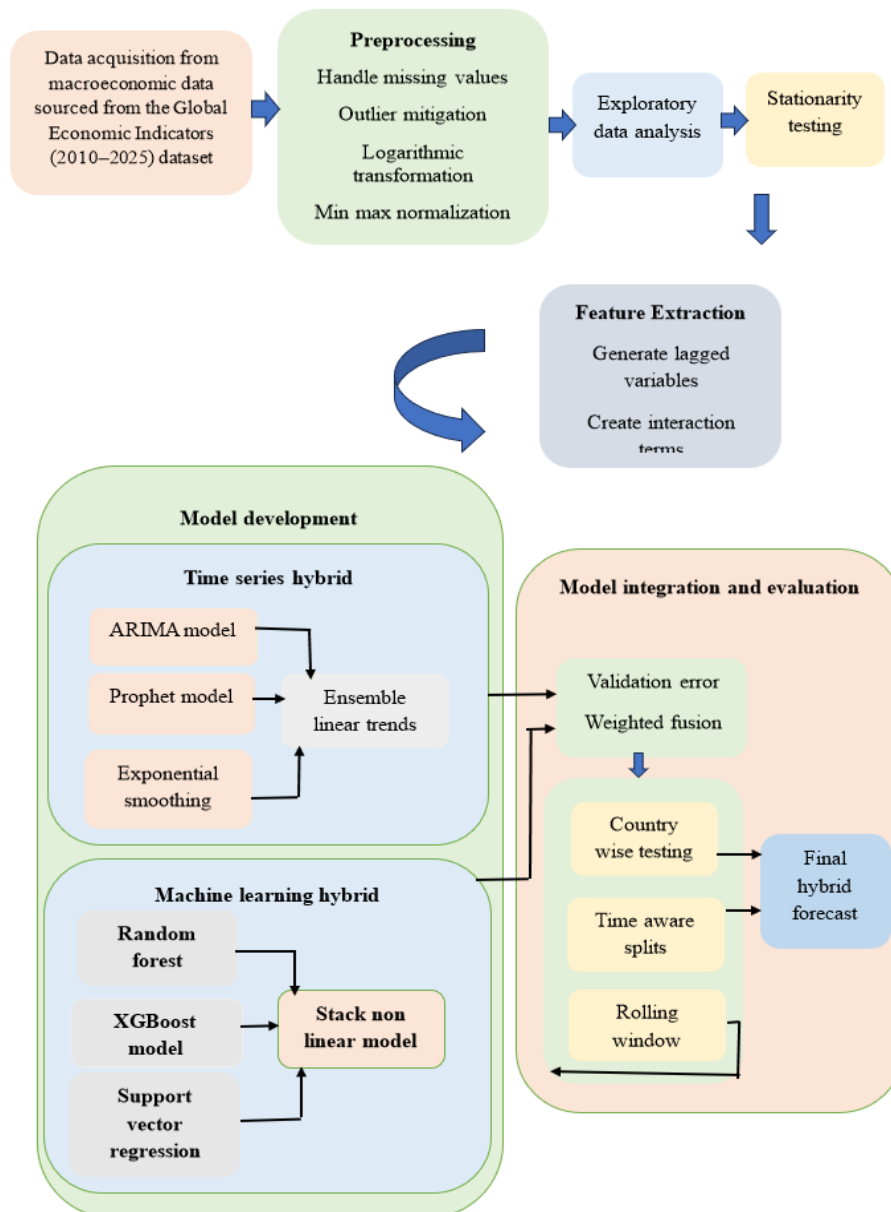 Data acquisition from
macroeconomic data
sourced from the Global
Economic Indicators
(2010–2025) dataset
Preprocessing
Handle missing values
Outlier mitigation
Logarithmic
transformation
Min max normalization
Exploratory
data analysis
Stationarity
testing
Feature Extraction
Generate lagged
variables
Create interaction
terms
Model development
Time series hybrid
ARIMA model
Prophet model
Exponential
smoothing
Ensemble
linear trends
Machine learning hybrid
Random
forest
XGBoost
model
Support
vector
regression
Stack non
linear model
Model integration and evaluation
Validation error
Weighted fusion
Country
wise testing
Time aware
splits
Rolling
window
Final
hybrid
forecast